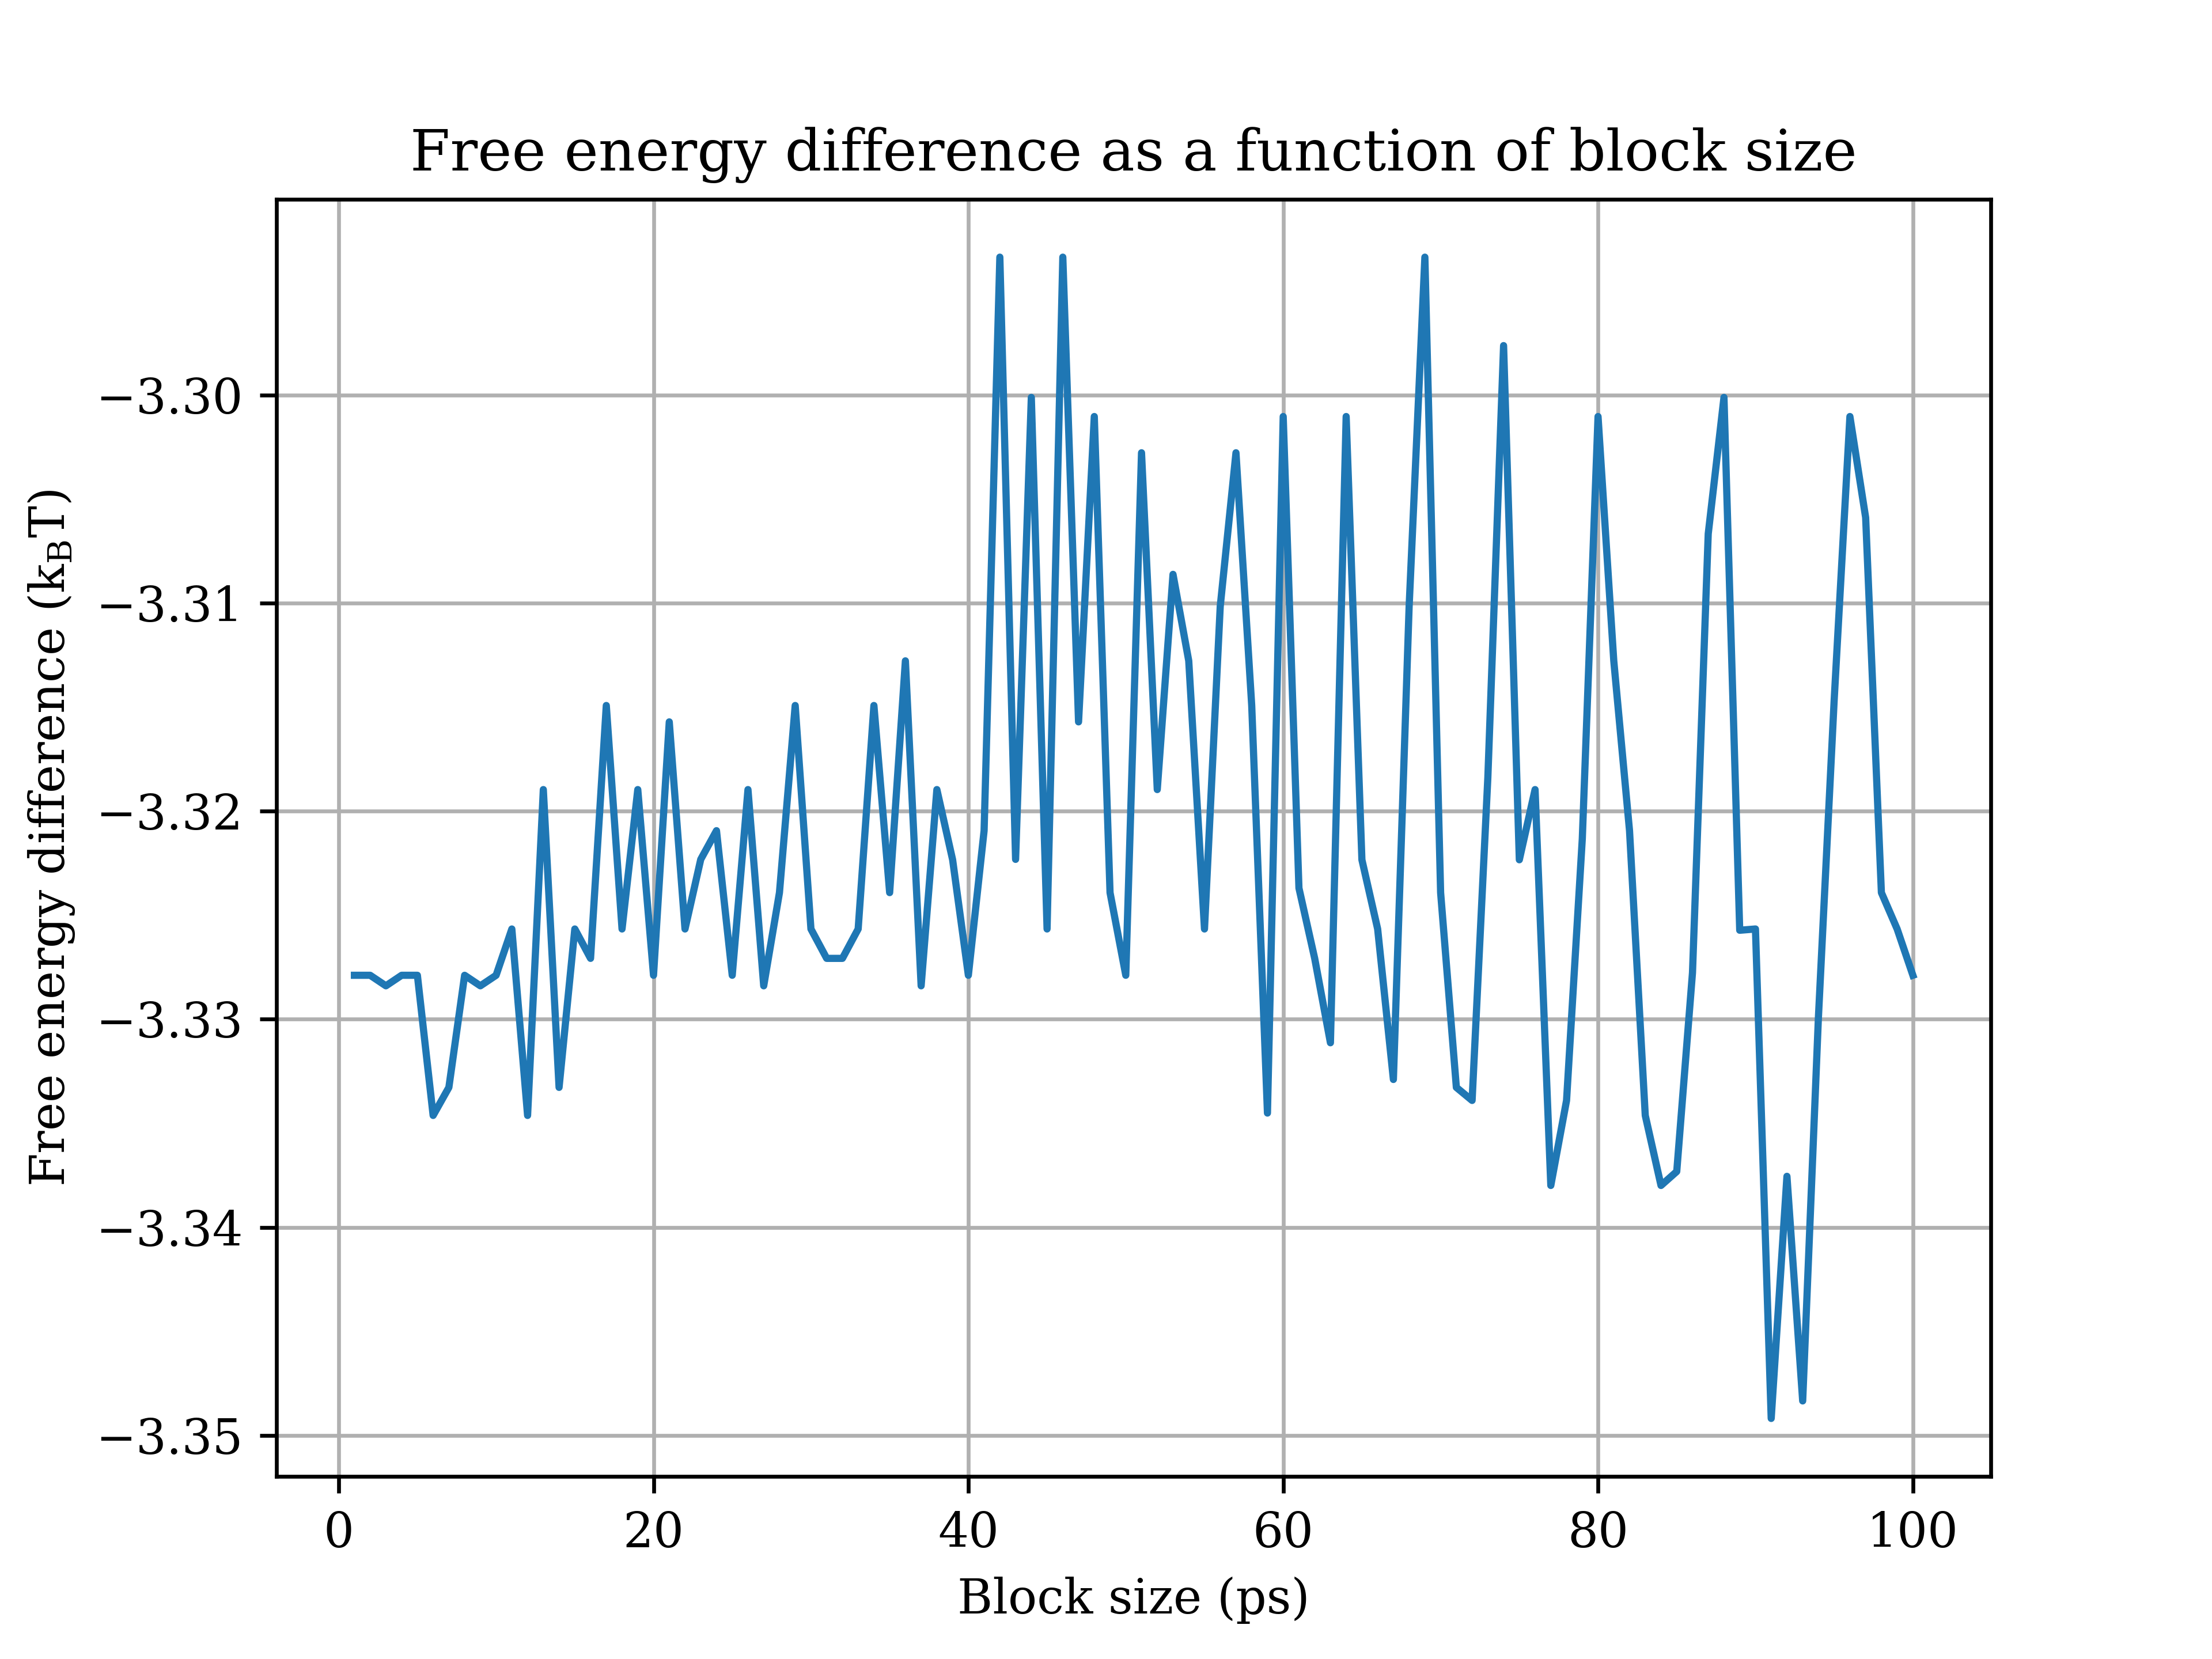 Free energy difference as a function of block size
Free energy difference (k_BT)
−3.30
−3.31
−3.32
−3.33
−3.34
−3.35
0 20 40 60 80 100
Block size (ps)